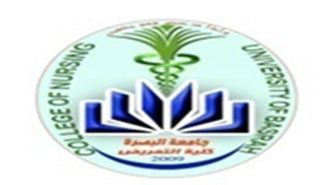 COLLEGE OF NURSING
UNIVERSITY OF BASRAH
جامعة البصرة
كلية التمريض
2009